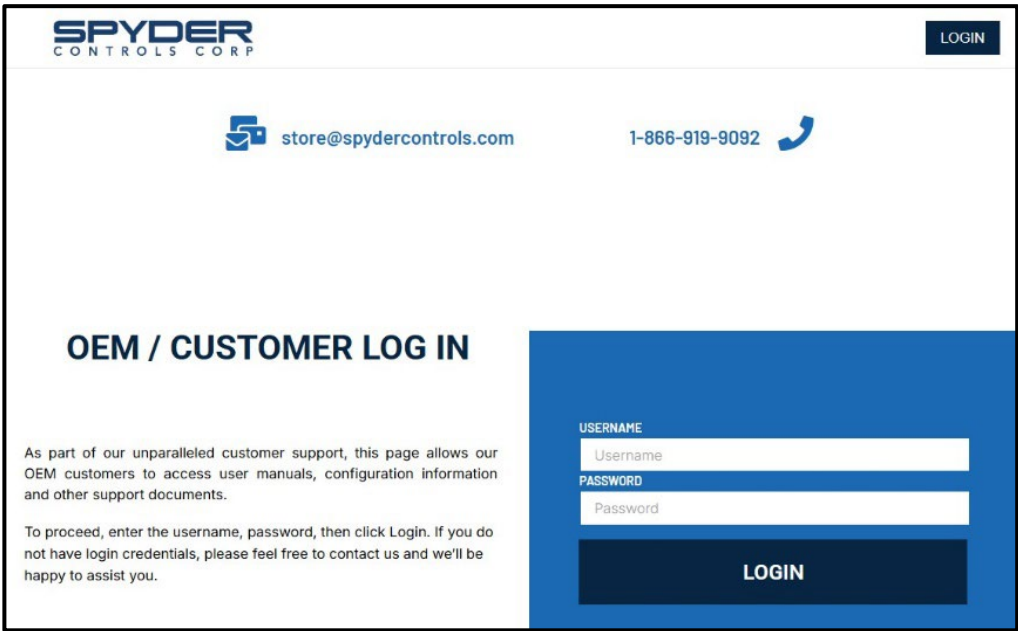 SPYDER
CONTROLS CORP
LOGIN
store@spydercontrols.com
1-866-919-9092
OEM / CUSTOMER LOG IN
As part of our unparalleled customer support, this page allows our
OEM customers to access user manuals, configuration information
and other support documents.
To proceed, enter the username, password, then click Login. If you do
not have login credentials, please feel free to contact us and we'll be
happy to assist you.
USERNAME
Username
PASSWORD
Password
LOGIN